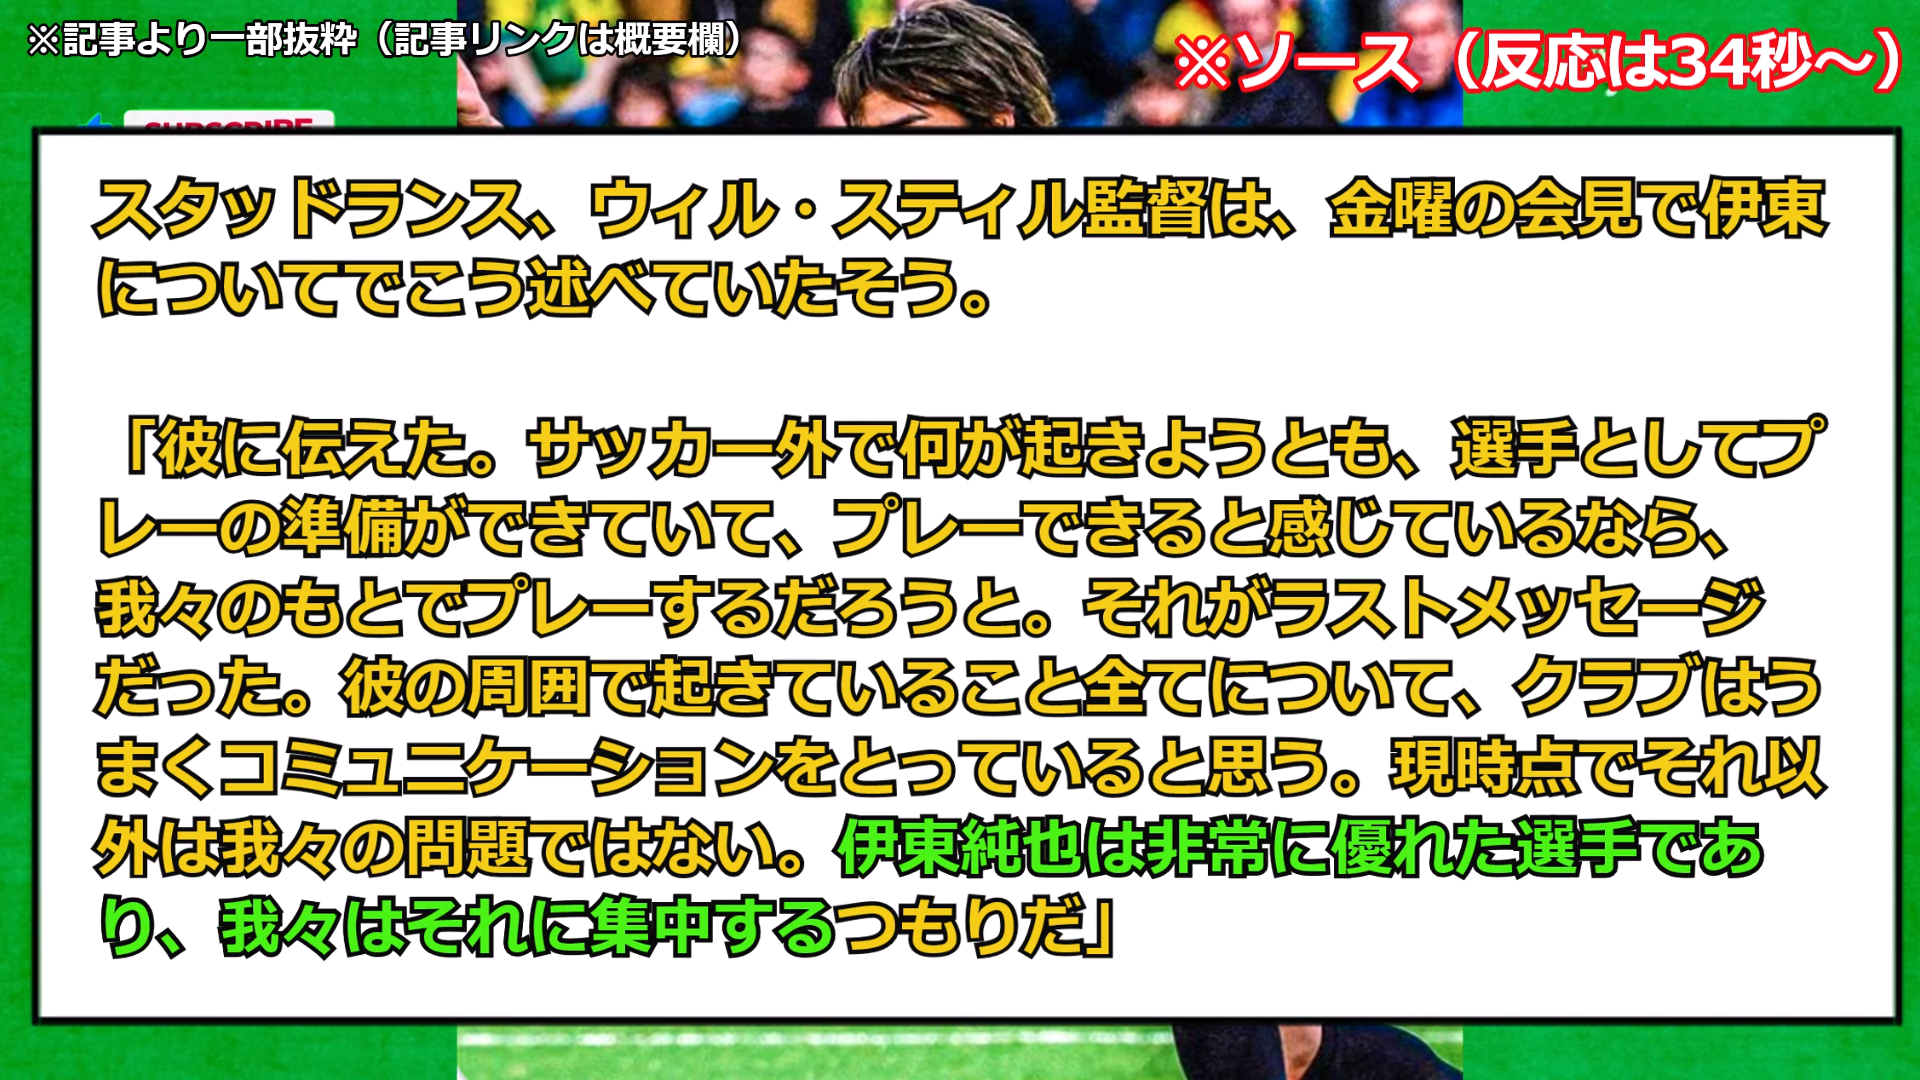 ※記事より一部抜粋（記事リンクは概要欄）
※ソース（反応は34秒～）
SUBSCRIBE
スタッドランス、ウィル・スティル監督は、金曜の会見で伊東
についてでこう述べていたそう。
「彼に伝えた。サッカー外で何が起きようとも、選手としてプ
レーの準備ができていて、プレーできると感じているなら、
我々のもとでプレーするだろうと。それがラストメッセージ
だった。彼の周囲で起きていること全てについて、クラブはう
まくコミュニケーションをとっていると思う。現時点でそれ以
外は我々の問題ではない。伊東純也は非常に優れた選手であ
り、我々はそれに集中するつもりだ」